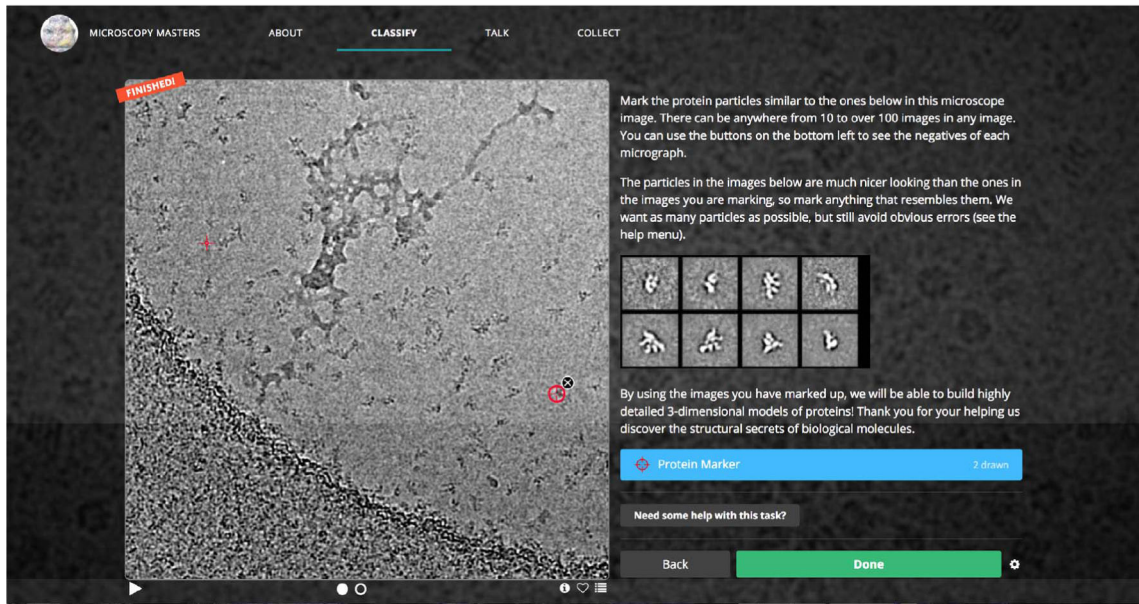 MICROSCOPY MASTERS
ABOUT
CLASSIFY
TALK
COLLECT
FINISHED!
Mark the protein particles similar to the ones below in this microscope
image. There can be anywhere from 10 to over 100 images in any image.
You can use the buttons on the bottom left to see the negatives of each
micrograph.
The particles in the images below are much nicer looking than the ones in
the images you are marking, so mark anything that resembles them. We
want as many particles as possible, but still avoid obvious errors (see the
help menu).
By using the images you have marked up, we will be able to build highly
detailed 3-dimensional models of proteins! Thank you for your helping us
discover the structural secrets of biological molecules.
Protein Marker
2 drawn
Need some help with this task?
Back
Done